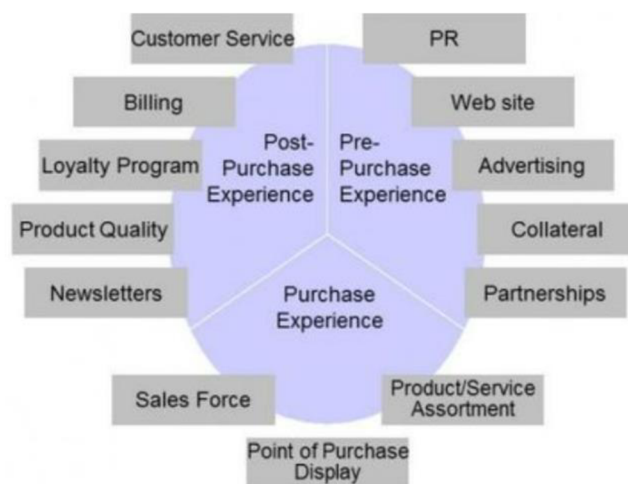 Customer Service
PR
Billing
Web site
Loyalty Program
Post-
Purchase
Experience
Pre-
Purchase
Experience
Advertising
Product Quality
Collateral
Newsletters
Purchase
Experience
Partnerships
Sales Force
Product/Service
Assortment
Point of Purchase
Display